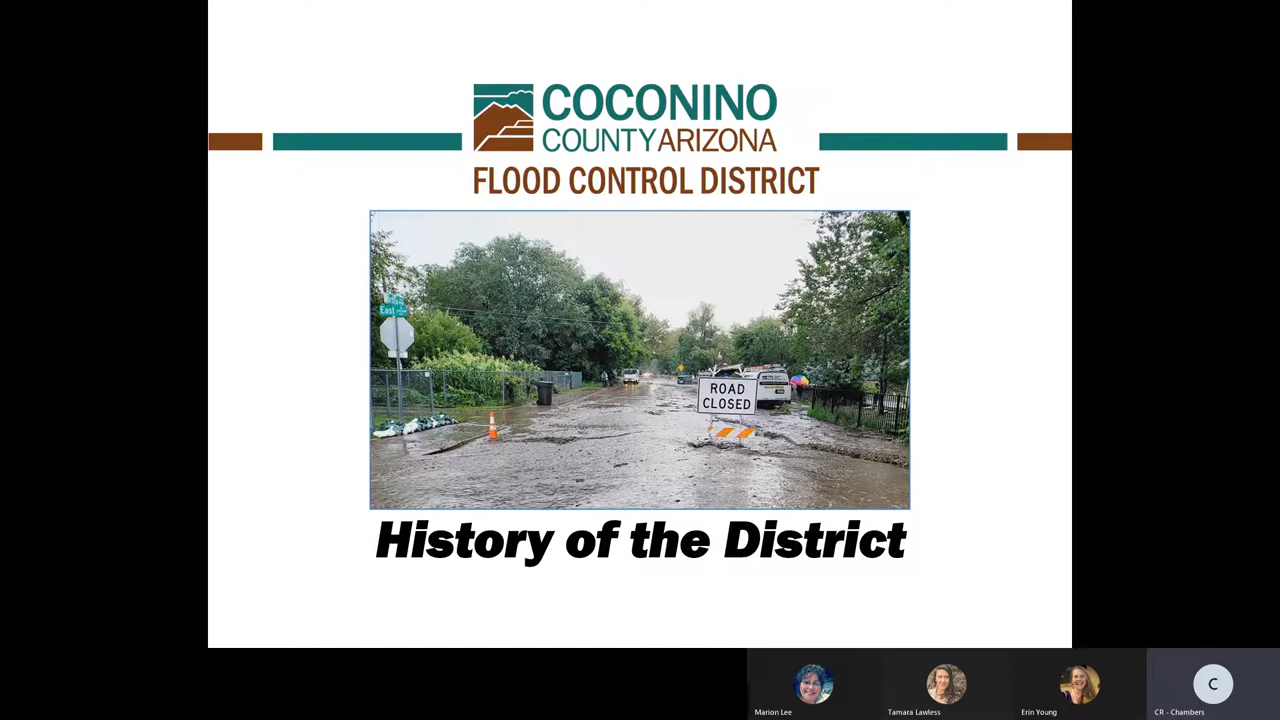 COCONINO
COUNTY ARIZONA
FLOOD CONTROL DISTRICT
East
ROAD
CLOSED
History of the District
Marion Lee
Tamara Lawless
Erin Young
C
CR - Chambers